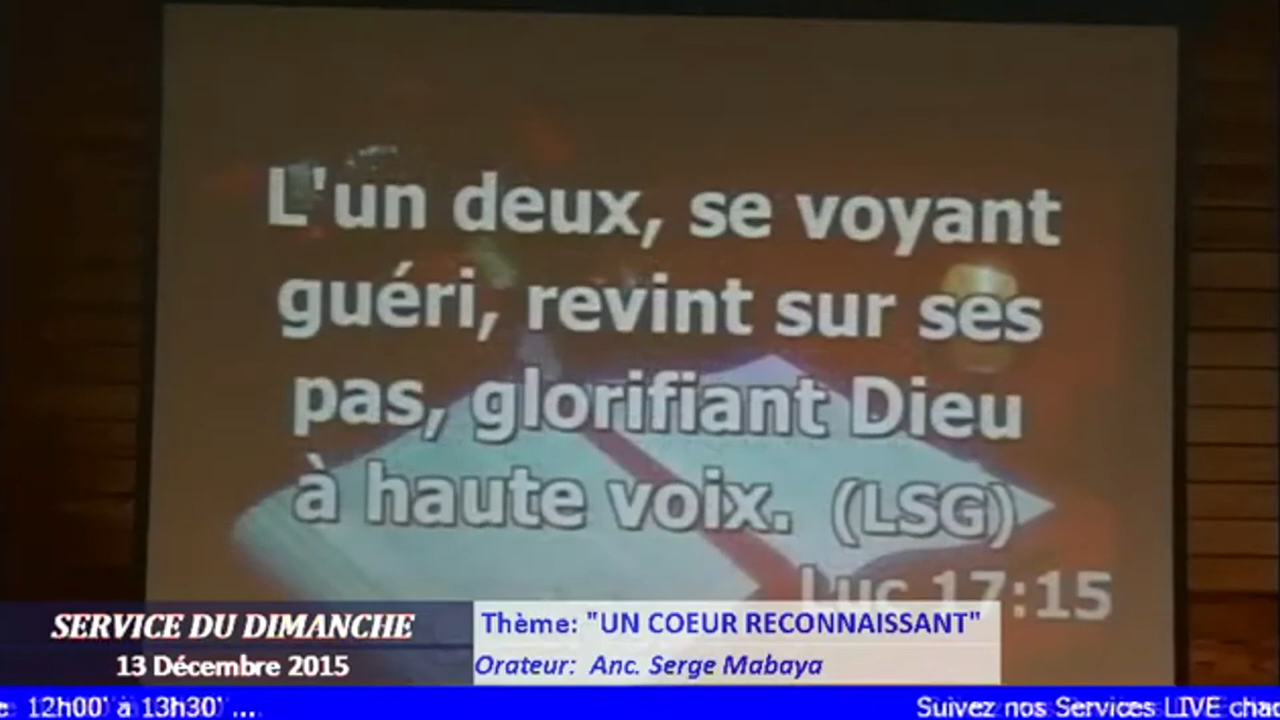 L'un deux, se voyant
guéri, revint sur ses
pas, glorifiant Dieu
à haute voix. (LSG)
Luc 17:15
SERVICE DU DIMANCHE
13 Décembre 2015
Thème: "UN COEUR RECONNAISSANT"
Orateur: Anc. Serge Mabaya
12h00' à 13h30' ...
Suivez nos Services LIVE